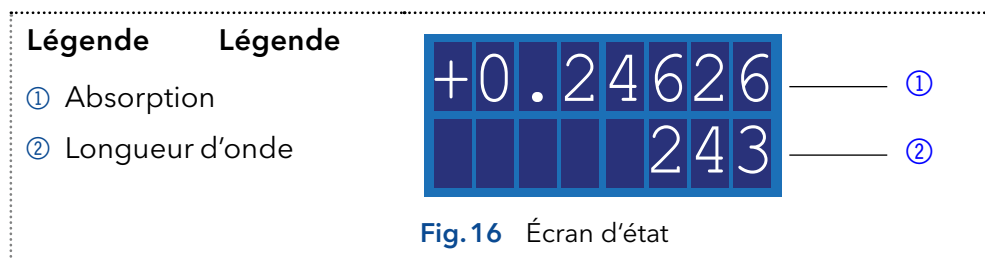 Légende Légende
① Absorption
② Longueur d’onde
+0.24626 ①
243 ②
Fig. 16 Écran d’état